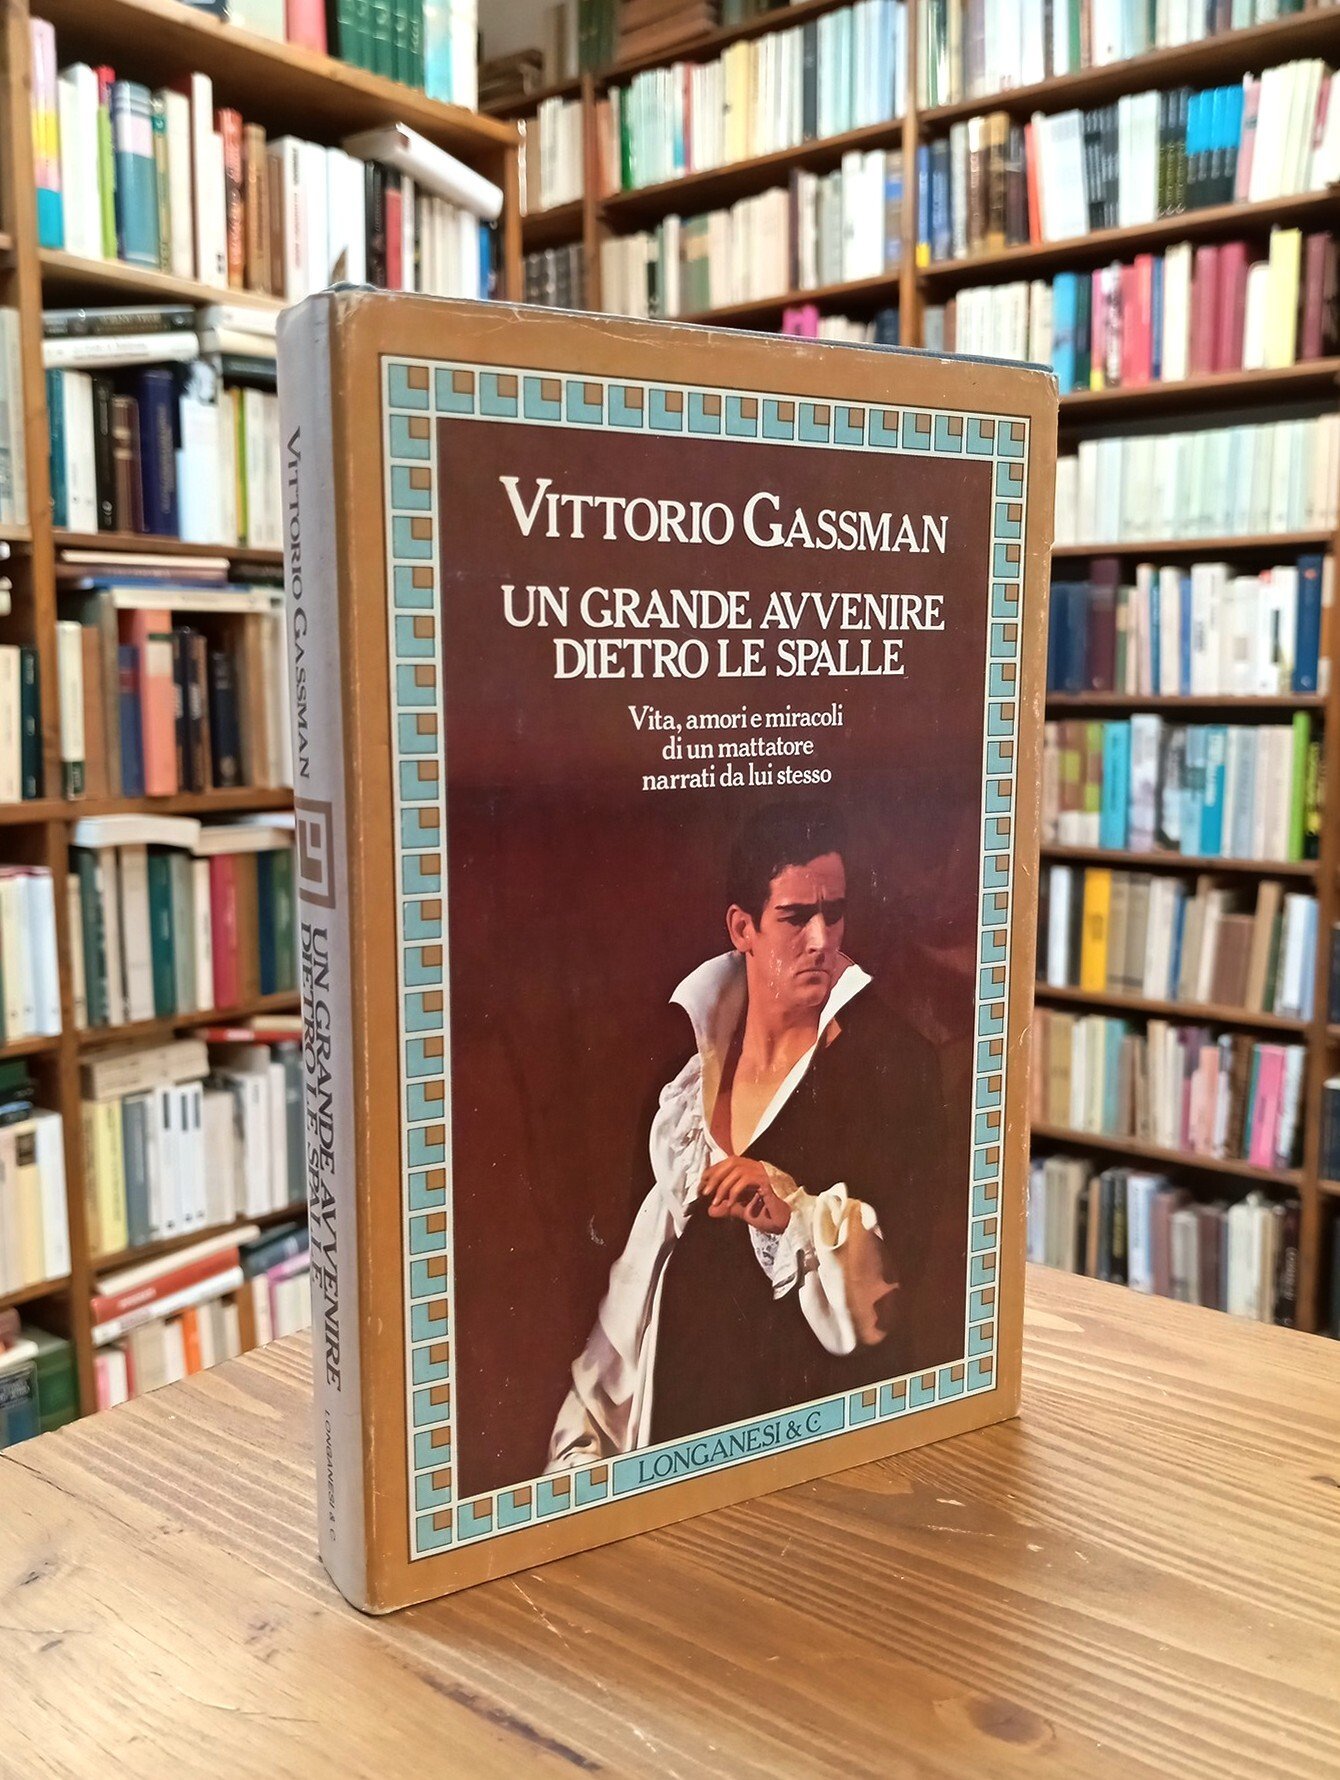 VITTORIO GASSMAN
UN GRANDE AVVENIRE
DIETRO LE SPALLE
Vita, amori e miracoli
di un mattatore
narrati da lui stesso
LONGANESI & C.
VITTORIO GASSMAN
UN GRANDE AVVENIRE
DIETRO LE SPALLE
LONGANESI & C.